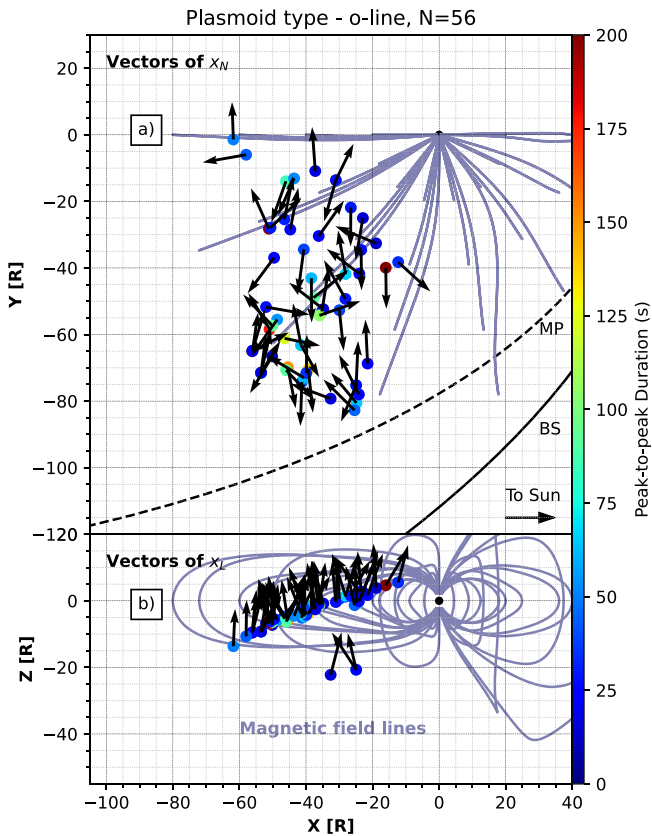 Plasmoid type - o-line, N=56
Vectors of x_N
a)
20
0
−20
−40
−60
−80
−100
−120
Y [R]
MP
BS
To Sun
Vectors of x_L
b)
0
−20
−40
Z [R]
Magnetic field lines
−100
−80
−60
−40
−20
0
20
40
X [R]
200
175
150
125
100
75
50
25
0
Peak-to-peak Duration (s)